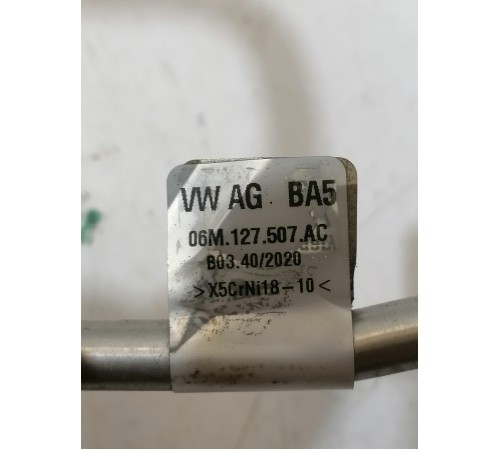 VW AG BA5
06M.127.507.AC
B03.40/2020
>X5CrNi18-10<